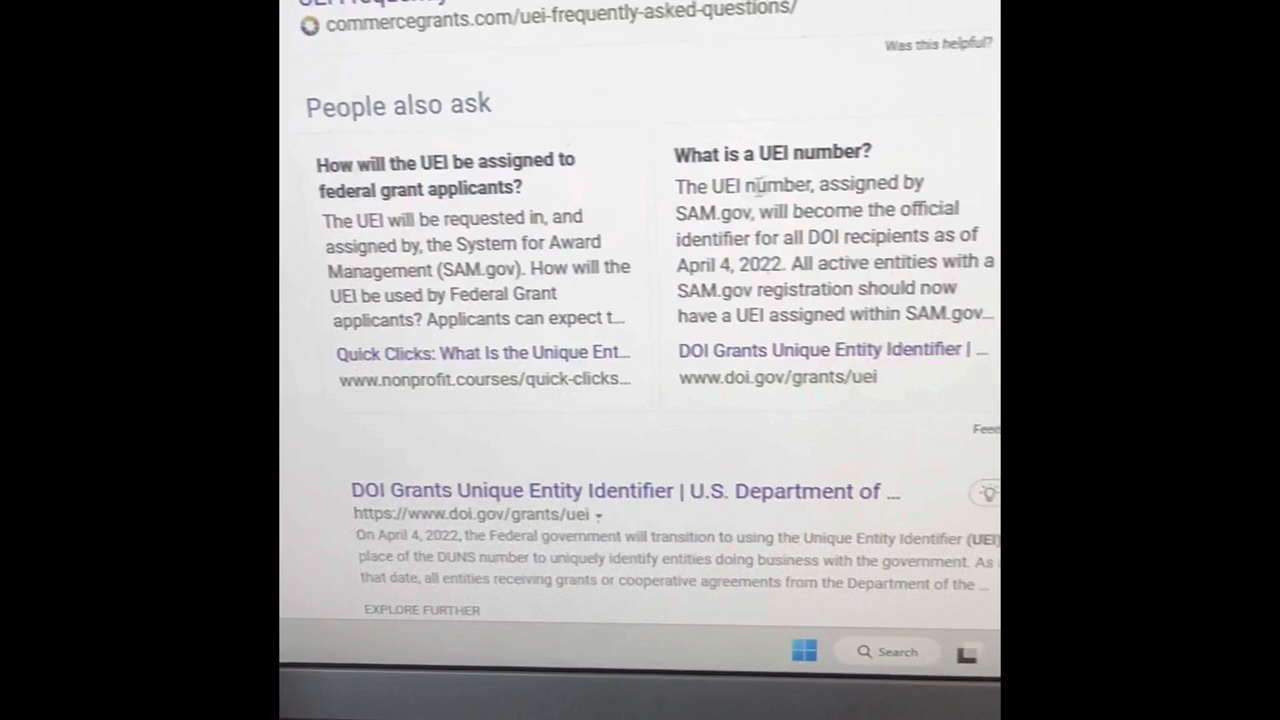 commercegrants.com/uei-frequently-asked-questions/
Was this helpful?
People also ask
How will the UEI be assigned to
federal grant applicants?
The UEI will be requested in, and
assigned by, the System for Award
Management (SAM.gov). How will the
UEI be used by Federal Grant
applicants? Applicants can expect t...
Quick Clicks: What Is the Unique Ent...
www.nonprofit.courses/quick-clicks...
What is a UEI number?
The UEI number, assigned by
SAM.gov, will become the official
identifier for all DOI recipients as of
April 4, 2022. All active entities with a
SAM.gov registration should now
have a UEI assigned within SAM.gov...
DOI Grants Unique Entity Identifier | ...
www.doi.gov/grants/uei
DOI Grants Unique Entity Identifier | U.S. Department of ...
https://www.doi.gov/grants/uei
On April 4, 2022, the Federal government will transition to using the Unique Entity Identifier (UEI)
place of the DUNS number to uniquely identify entities doing business with the government. As
that date, all entities receiving grants or cooperative agreements from the Department of the ...
EXPLORE FURTHER
Search